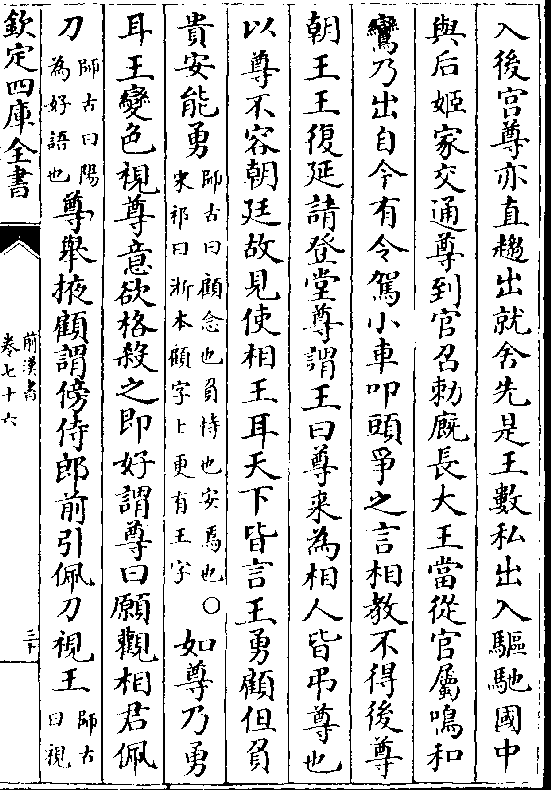 入後宫尊亦直趨出就舍先是王數私出入驅馳國中
與后姬家交通尊到官召勅廐長大王當從官屬鳴和
鸞乃出自今有令駕小車叩頭爭之言相教不得後尊
朝王王復延請登堂尊謂王曰尊来為相人皆弔尊也
以尊不容朝廷故見使相王耳天下皆言王勇顧但負
貴安能勇師古曰顧念也負恃也安焉也○
宋祁曰浙本顧字上更有王字
如尊乃勇
耳王變色視尊意欲格殺之即好謂尊曰願觀相君佩
刀師古曰陽
為好語也
尊舉掖顧謂傍侍郎前引佩刀視王師古
曰視
欽定四庫全書
前漢書
卷七十六
三十